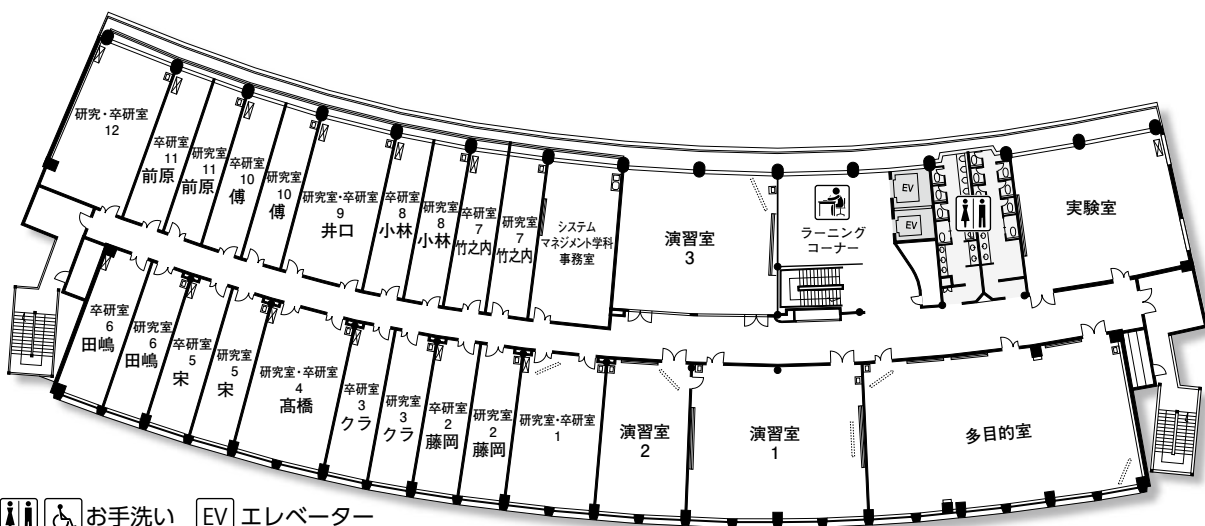 研究・卒研室
12
卒研室
11
前原
研究室
11
前原
卒研室
10
傅
研究室
10
傅
研究室・卒研室
9
井口
卒研室
8
小林
研究室
8
小林
卒研室
7
竹之内
研究室
7
竹之内
システム
マネジメント学科
事務室
演習室
3
ラーニング
コーナー
EV
EV
実験室
卒研室
6
田嶋
研究室
6
田嶋
卒研室
5
宋
研究室
5
宋
研究室・卒研室
4
髙橋
卒研室
3
クラ
研究室
3
クラ
卒研室
2
藤岡
研究室
2
藤岡
研究室・卒研室
1
演習室
2
演習室
1
多目的室
お手洗い EV エレベーター